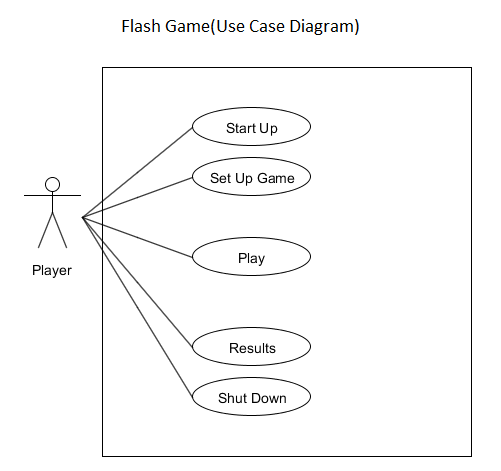 Flash Game(Use Case Diagram)
Start Up
Set Up Game
Play
Player
Results
Shut Down